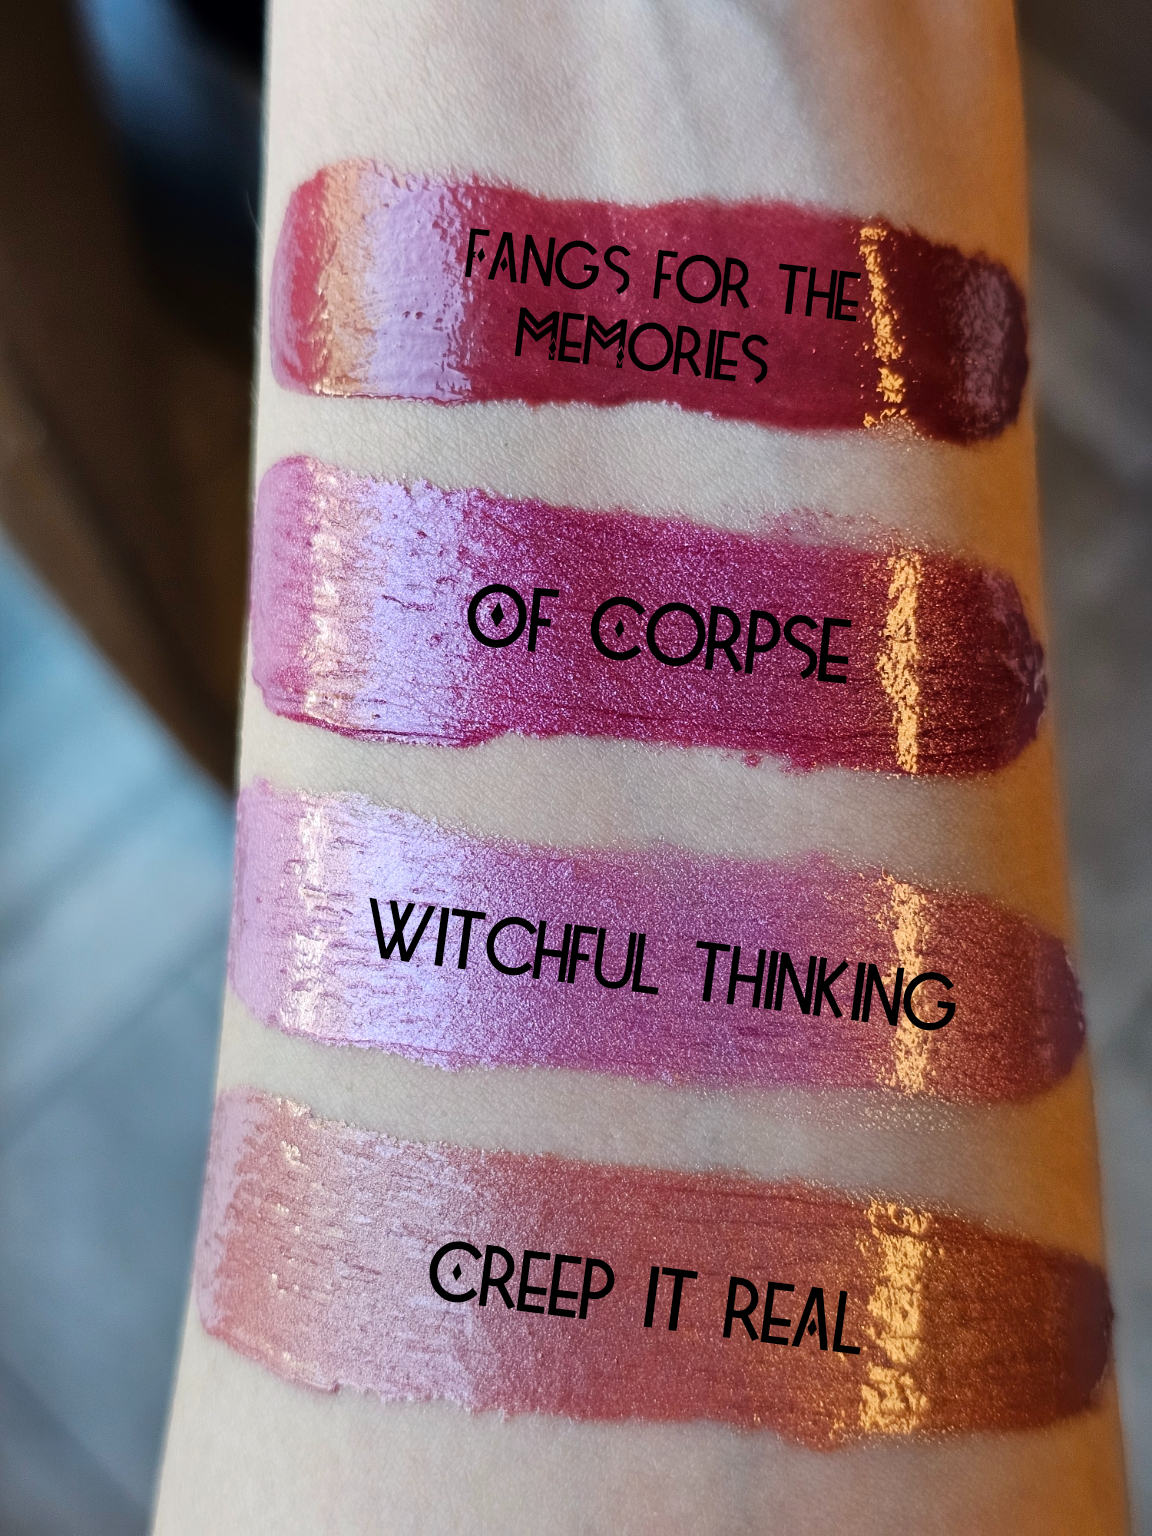 FANGS FOR THE
MEMORIES
OF CORPSE
WITCHFUL THINKING
CREEP IT REAL